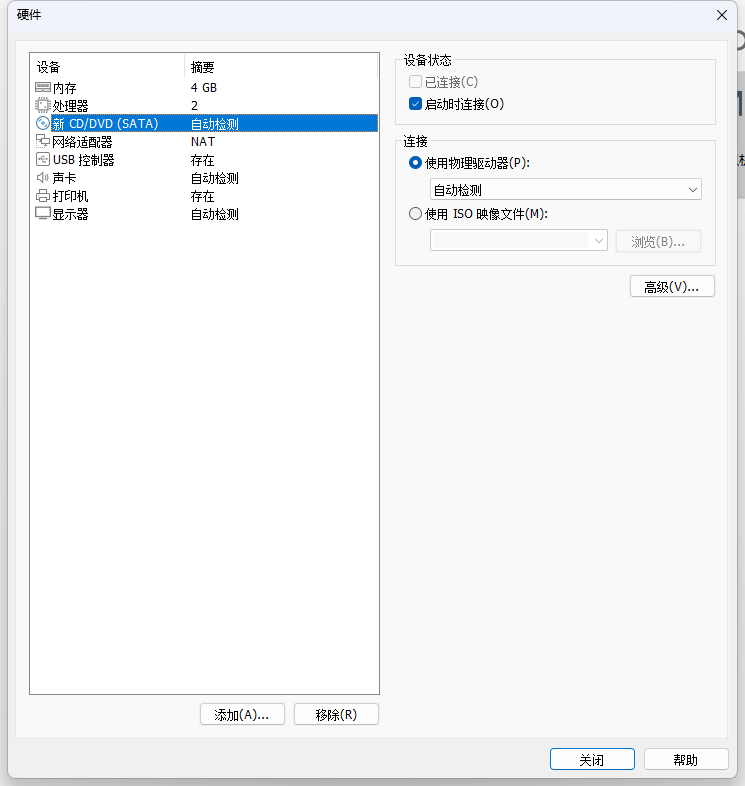 硬件
设备 摘要
内存 4 GB
处理器 2
新 CD/DVD (SATA) 自动检测
网络适配器 NAT
USB 控制器 存在
声卡 自动检测
打印机 存在
显示器 自动检测
添加(A)... 移除(R)
设备状态
已连接(C)
启动时连接(O)
连接
使用物理驱动器(P):
自动检测
使用 ISO 映像文件(M):
浏览(B)...
高级(V)...
关闭 帮助